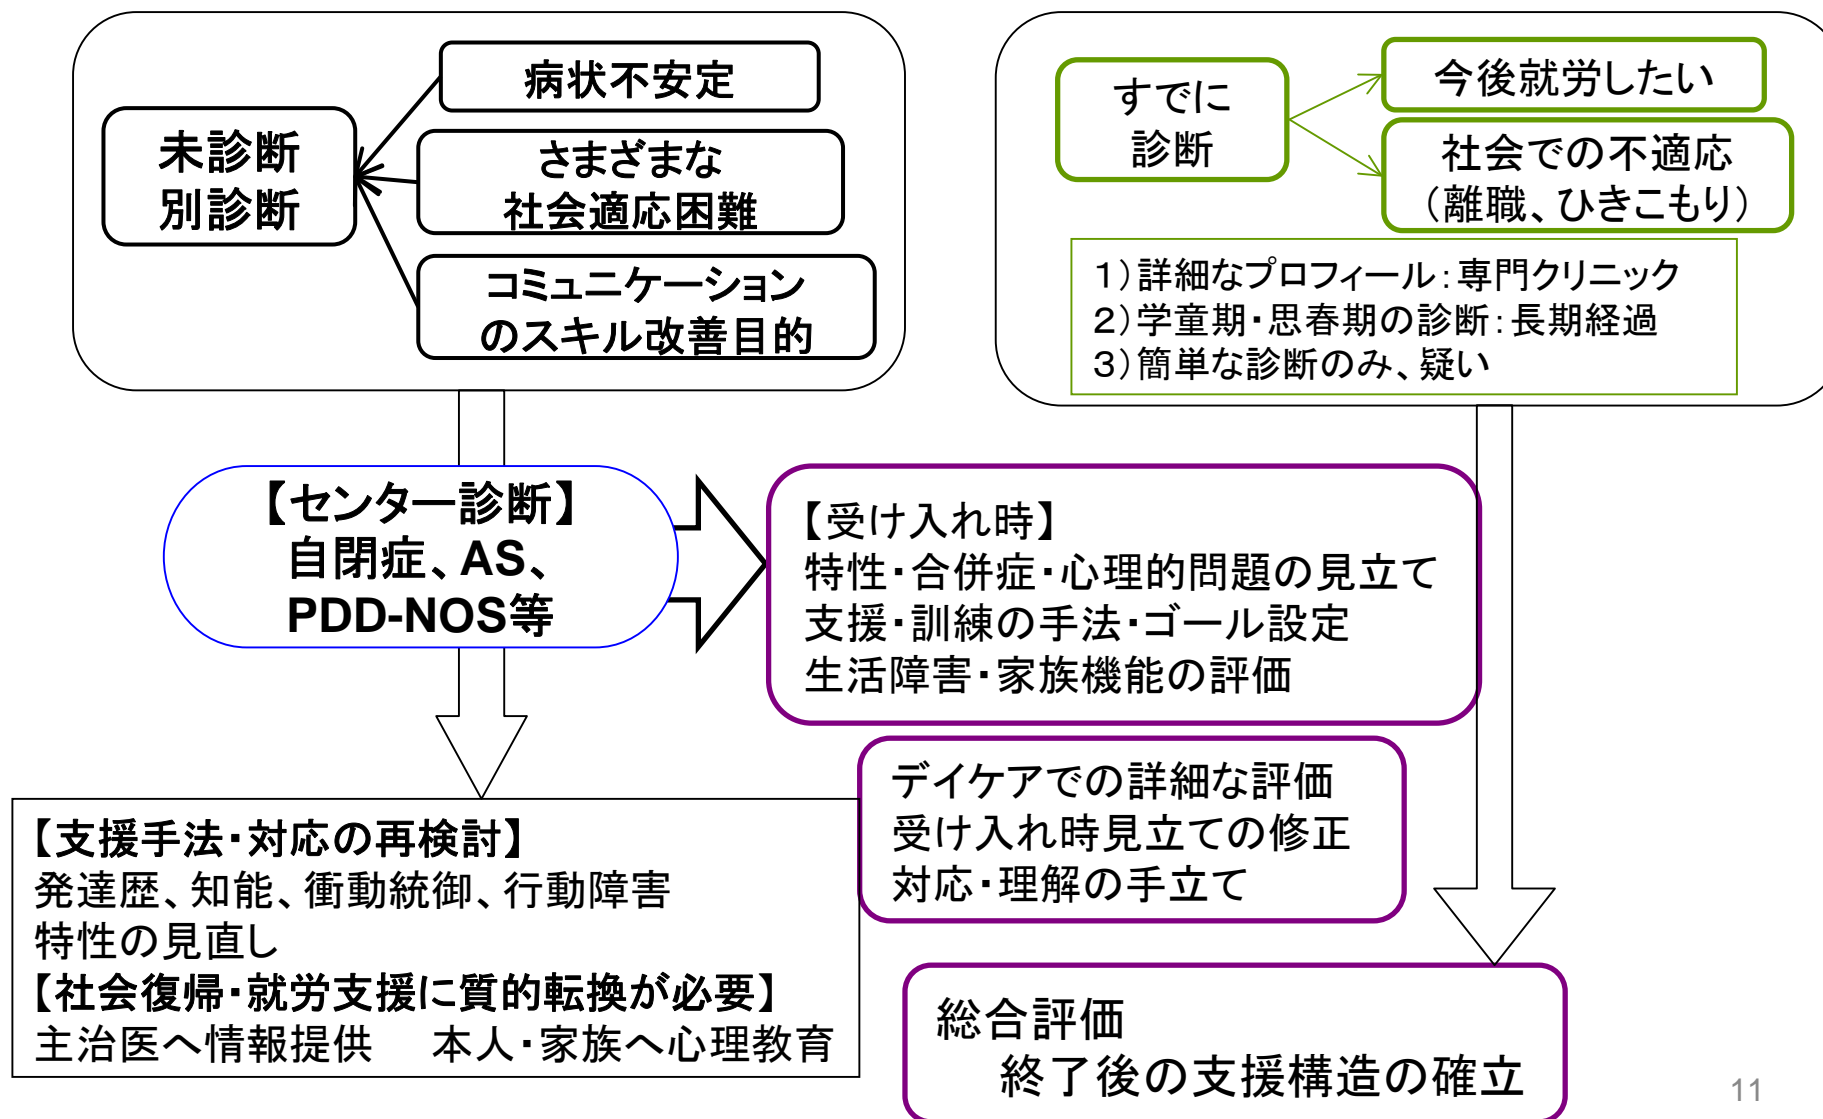 病状不安定
未診断
別診断
さまざまな
社会適応困難
コミュニケーション
のスキル改善目的
すでに
診断
今後就労したい
社会での不適応
（離職、ひきこもり）
１）詳細なプロフィール：専門クリニック
２）学童期・思春期の診断：長期経過
３）簡単な診断のみ、疑い
【センター診断】
自閉症、AS、
PDD-NOS等
【受け入れ時】
特性・合併症・心理的問題の見立て
支援・訓練の手法・ゴール設定
生活障害・家族機能の評価
デイケアでの詳細な評価
受け入れ時見立ての修正
対応・理解の手立て
【支援手法・対応の再検討】
発達歴、知能、衝動統御、行動障害
特性の見直し
【社会復帰・就労支援に質的転換が必要】
主治医へ情報提供　本人・家族へ心理教育
総合評価
終了後の支援構造の確立
11